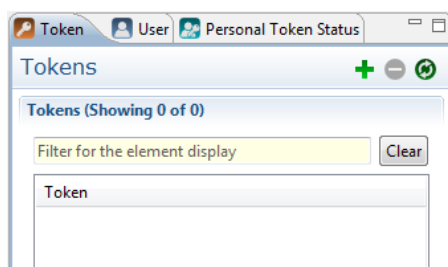 Token User Personal Token Status
Tokens
Tokens (Showing 0 of 0)
Filter for the element display Clear
Token